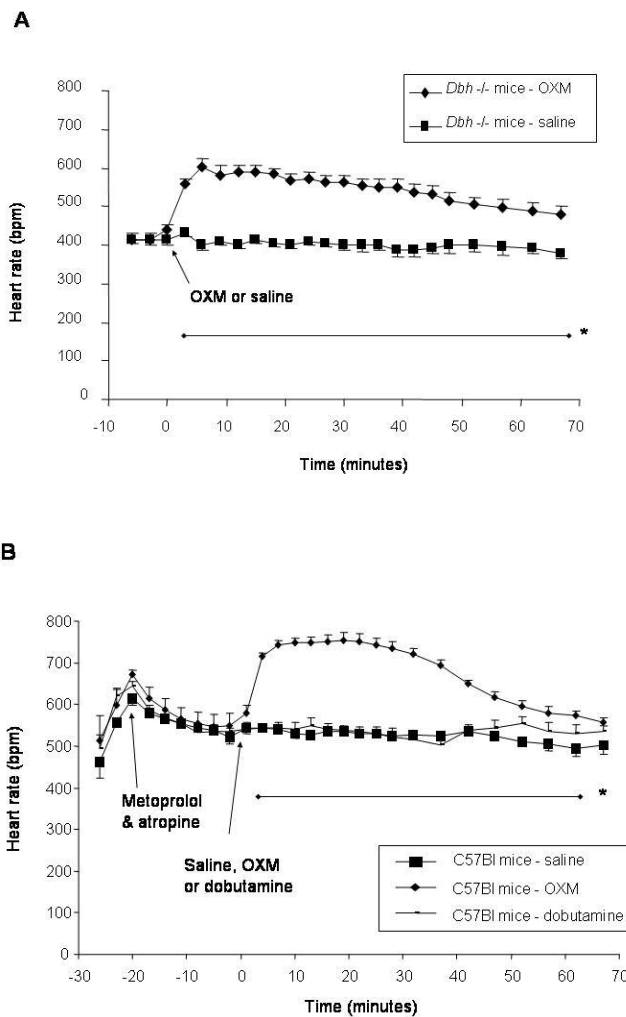 A
800
700
600
500
400
300
200
100
0
Heart rate (bpm)
Dbh -/- mice - OXM
Dbh -/- mice - saline
OXM or saline
*
-10 0 10 20 30 40 50 60 70
Time (minutes)
B
800
700
600
500
400
300
200
100
0
Heart rate (bpm)
Metoprolol
& atropine
Saline, OXM
or dobutamine
*
C57Bl mice - saline
C57Bl mice - OXM
C57Bl mice - dobutamine
-30 -20 -10 0 10 20 30 40 50 60 70
Time (minutes)